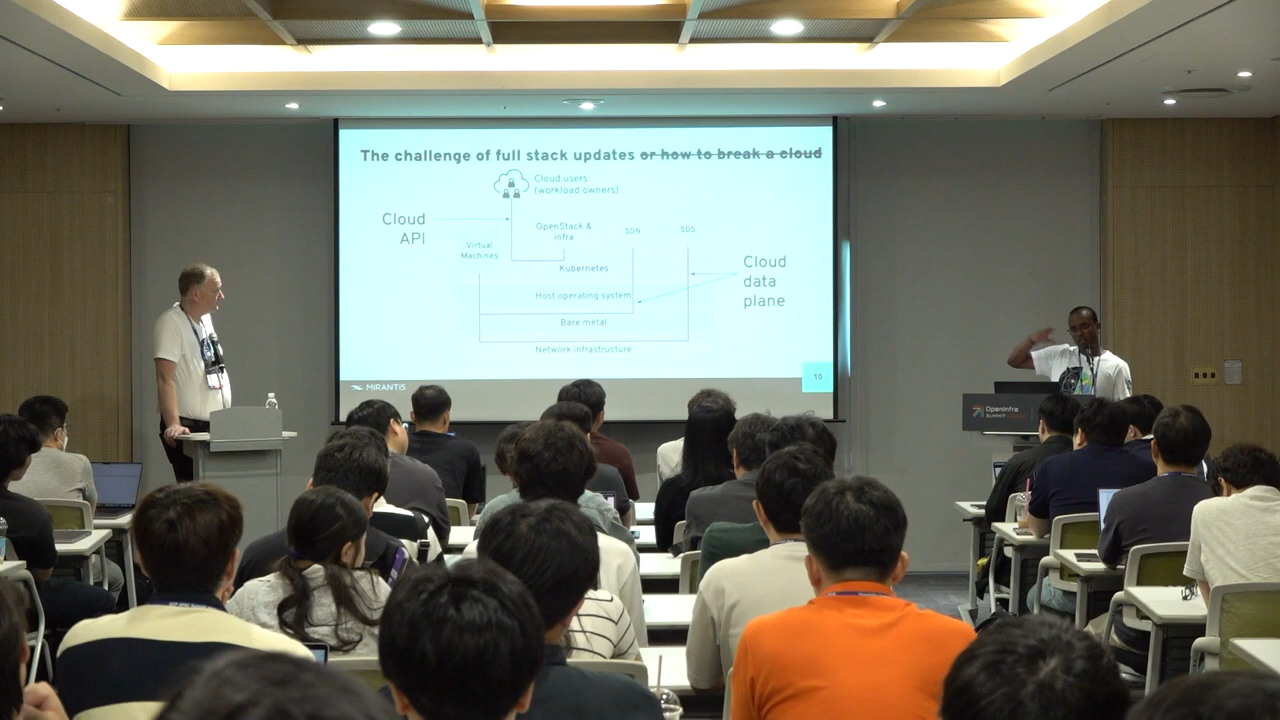 The challenge of full stack updates or how to break a cloud
Cloud users
(workload owners)
Cloud
API
OpenStack &
infra
SDN
SDS
Virtual
Machines
Kubernetes
Cloud
data
plane
Host operating system
Bare metal
Network infrastructure
MIRANTIS
10
OpenInfra
SUMMIT